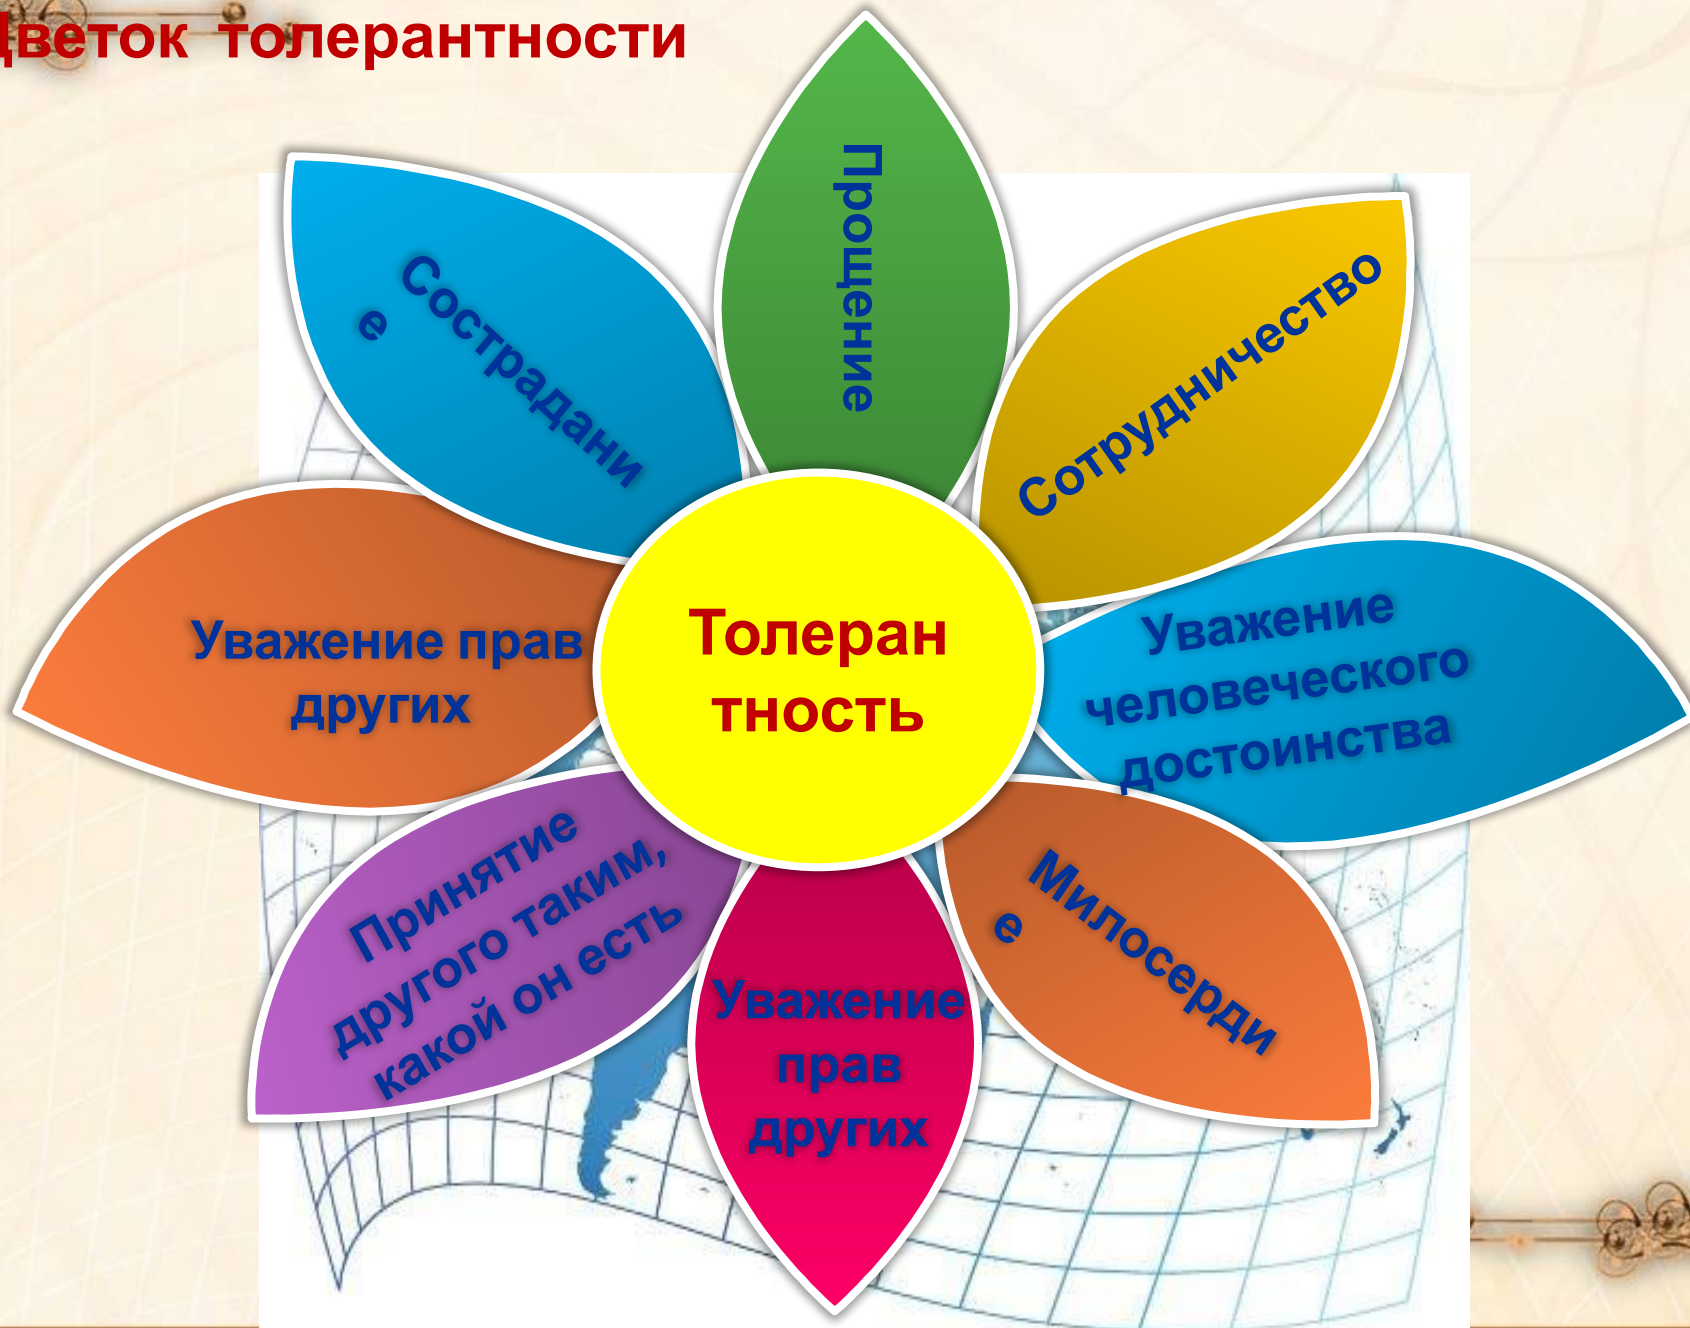 Цветок толерантности
Прощение
Сотрудничество
Уважение
человеческого
достоинства
Милосерди
е
Уважение
прав
других
Принятие
другого таким,
какой он есть
Уважение прав
других
Сострадани
е
Толеран
тность